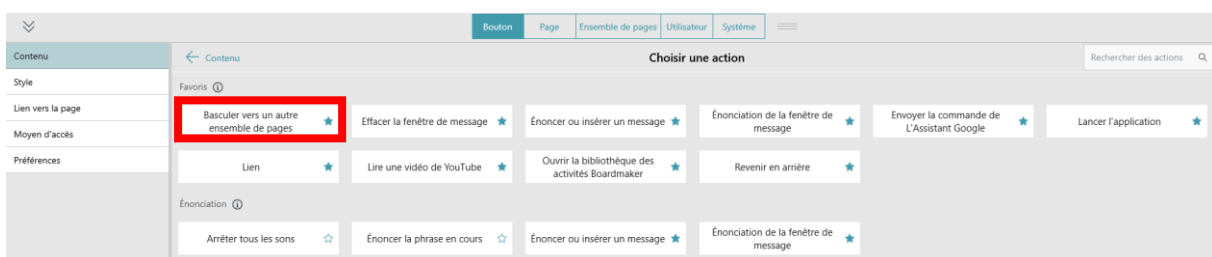 Bouton Page Ensemble de pages Utilisateur Système
Contenu
Style
Lien vers la page
Moyen d'accès
Préférences
Contenu Choisir une action Rechercher des actions
Favoris
Basculer vers un autre
ensemble de pages
Effacer la fenêtre de message
Énoncer ou insérer un message
Énonciation de la fenêtre de
message
Envoyer la commande de
L'Assistant Google
Lancer l'application
Lien
Lire une vidéo de YouTube
Ouvrir la bibliothèque des
activités Boardmaker
Revenir en arrière
Énonciation
Arrêter tous les sons
Énoncer la phrase en cours
Énoncer ou insérer un message
Énonciation de la fenêtre de
message